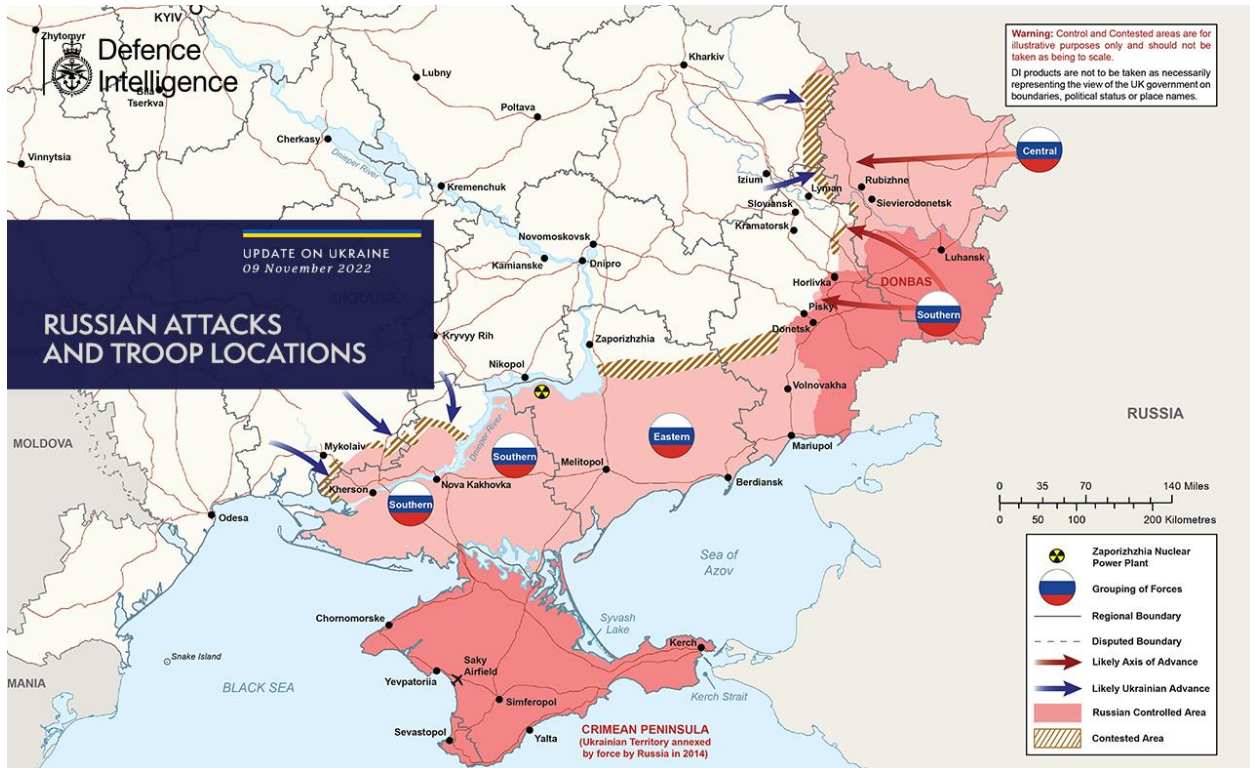 KYIV
Zhytomyr
Defence
Intelligence
Bila
Tserkva
Lubny
Kharkiv
Warning: Control and Contested areas are for
illustrative purposes only and should not be
taken as being to scale.
DI products are not to be taken as necessarily
representing the view of the UK government on
boundaries, political status or place names.
Poltava
Cherkasy
Dnieper River
Vinnytsia
Kremenchuk
Izium
Lyman
Rubizhne
Central
Sloviansk
Sievierodonetsk
Kramatorsk
UPDATE ON UKRAINE
09 November 2022
UKRAINE
RUSSIAN ATTACKS
AND TROOP LOCATIONS
Novomoskovsk
Kamianske
Dnipro
Luhansk
Horlivka
DONBAS
Pisky
Southern
Donetsk
Kryvyy Rih
Zaporizhzhia
Nikopol
Volnovakha
RUSSIA
MOLDOVA
Mykolaiv
Dnieper River
Southern
Eastern
Mariupol
Melitopol
Kherson
Nova Kakhovka
Berdiansk
Southern
Odesa
0 35 70 140 Miles
0 50 100 200 Kilometres
Sea of
Azov
Zaporizhzhia Nuclear
Power Plant
Grouping of Forces
Regional Boundary
Disputed Boundary
Likely Axis of Advance
Likely Ukrainian Advance
Russian Controlled Area
Contested Area
Chornomorske
Syvash
Lake
Kerch
Snake Island
Saky
Airfield
Yevpatoriia
Kerch Strait
MANIA
BLACK SEA
Simferopol
Sevastopol
Yalta
CRIMEAN PENINSULA
(Ukrainian Territory annexed
by force by Russia in 2014)